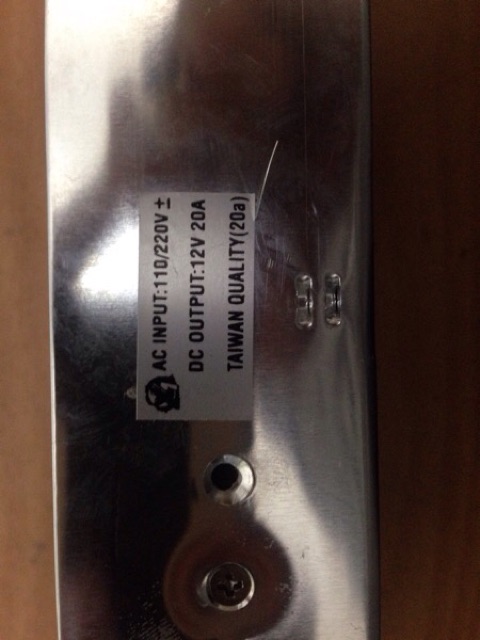 AC INPUT:110/220V ±
DC OUTPUT:12V 20A
TAIWAN QUALITY(20a)